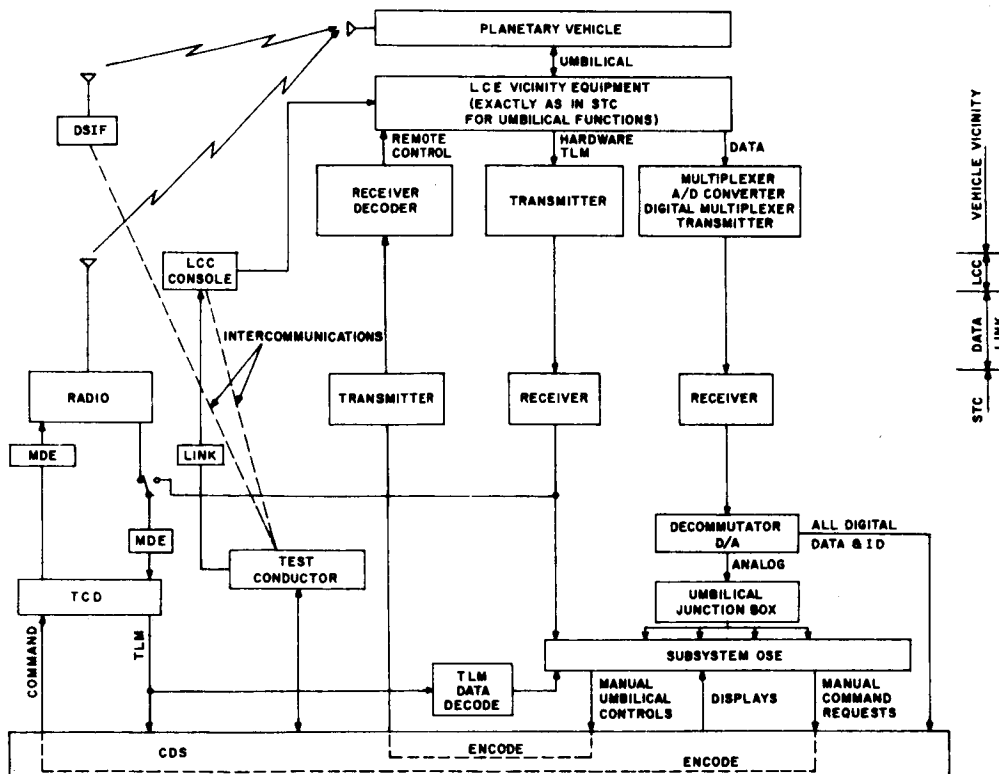 PLANETARY VEHICLE
UMBILICAL
LCE VICINITY EQUIPMENT
(EXACTLY AS IN STC
FOR UMBILICAL FUNCTIONS)
DSIF
REMOTE
CONTROL
HARDWARE
TLM
DATA
RECEIVER
DECODER
TRANSMITTER
MULTIPLEXER
A/D CONVERTER
DIGITAL MULTIPLEXER
TRANSMITTER
VEHICLE VICINITY
LCC
CONSOLE
LCC
INTERCOMMUNICATIONS
DATA
LINK
RADIO
TRANSMITTER
RECEIVER
RECEIVER
STC
MDE
LINK
MDE
TEST
CONDUCTOR
DECOMMUTATOR
D/A
ALL DIGITAL
DATA & ID
ANALOG
TCD
UMBILICAL
JUNCTION BOX
COMMAND
TLM
SUBSYSTEM OSE
TLM
DATA
DECODE
MANUAL
UMBILICAL
CONTROLS
DISPLAYS
MANUAL
COMMAND
REQUESTS
CDS
ENCODE
ENCODE